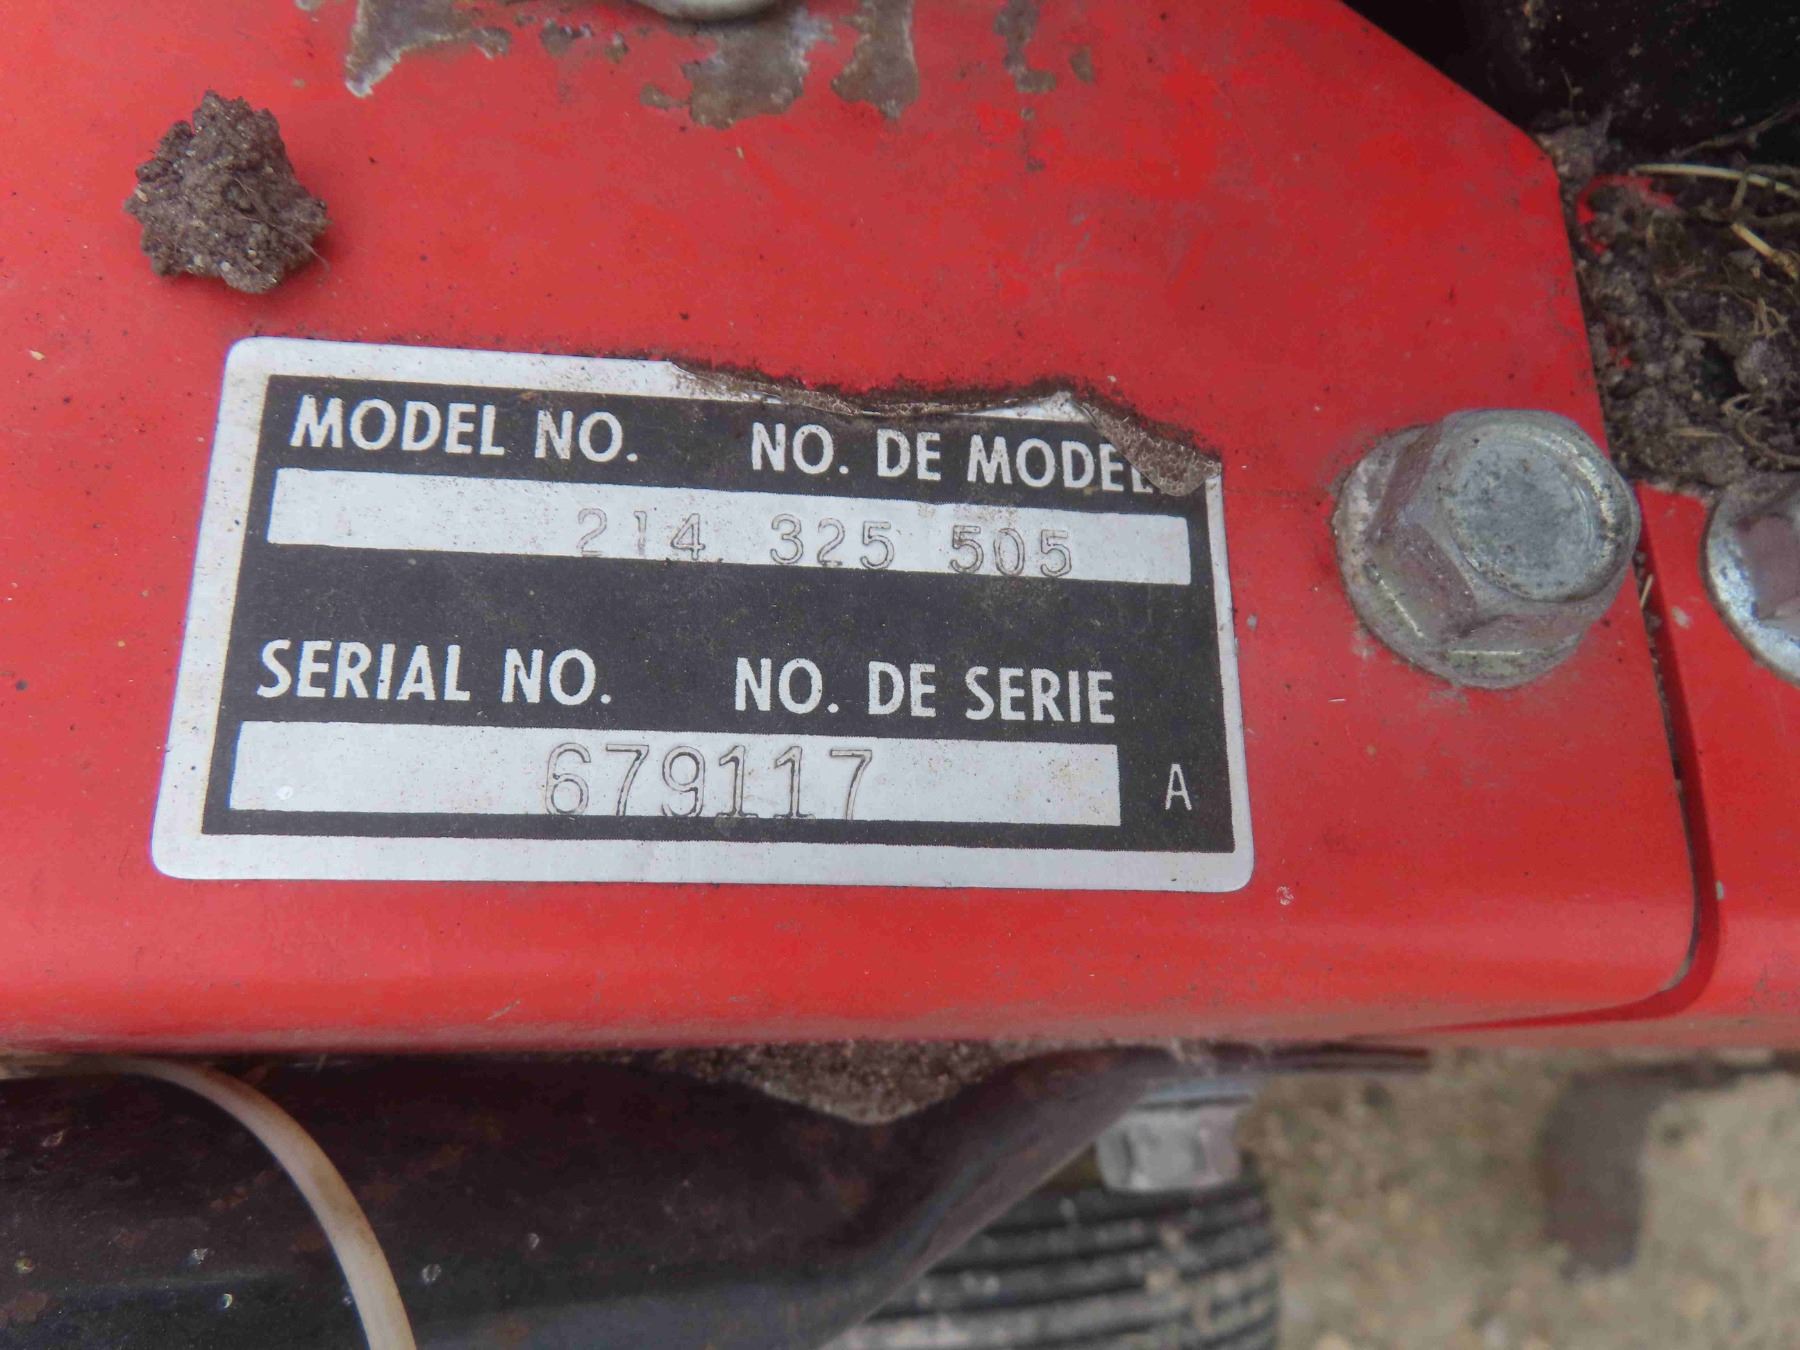 MODEL NO. NO. DE MODEL
214 325 505
SERIAL NO. NO. DE SERIE
679117 A